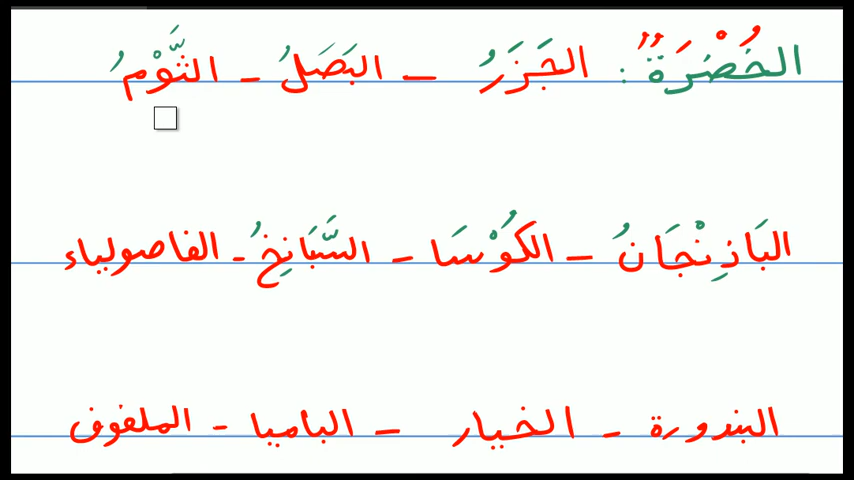 الخُضْرَةُ : الجَزَرُ – البَصَلُ – الثَّوْمُ
البَاذِنْجَانُ – الكُوْسَا – السَّبَانِخُ – الفاصولياء
البندورة – الخيار – الباميا – الملفوف